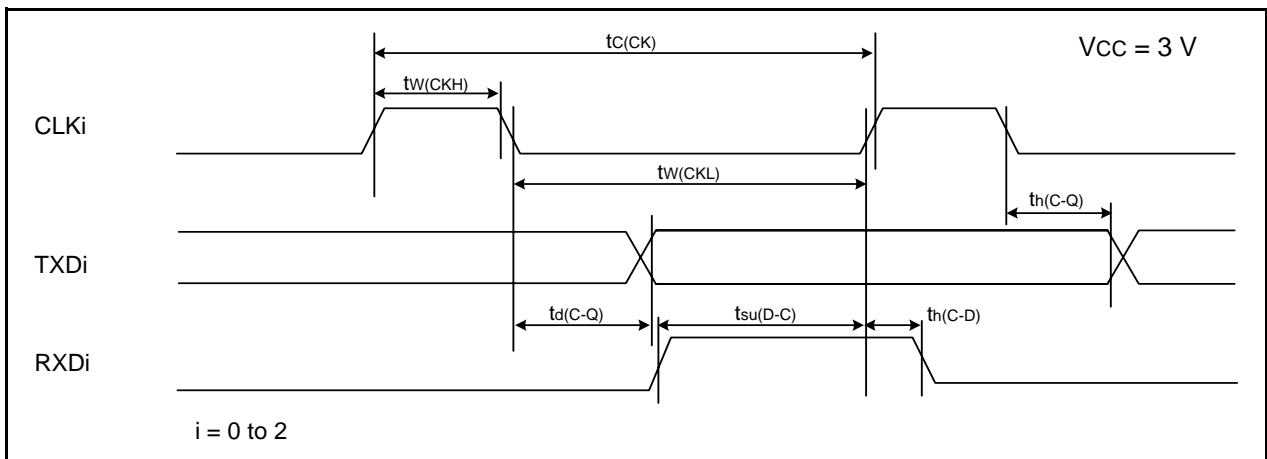 tC(CK)
VCC = 3 V
tW(CKH)
CLKi
tW(CKL)
th(C-Q)
TXDi
td(C-Q)
tsu(D-C)
th(C-D)
RXDi
i = 0 to 2